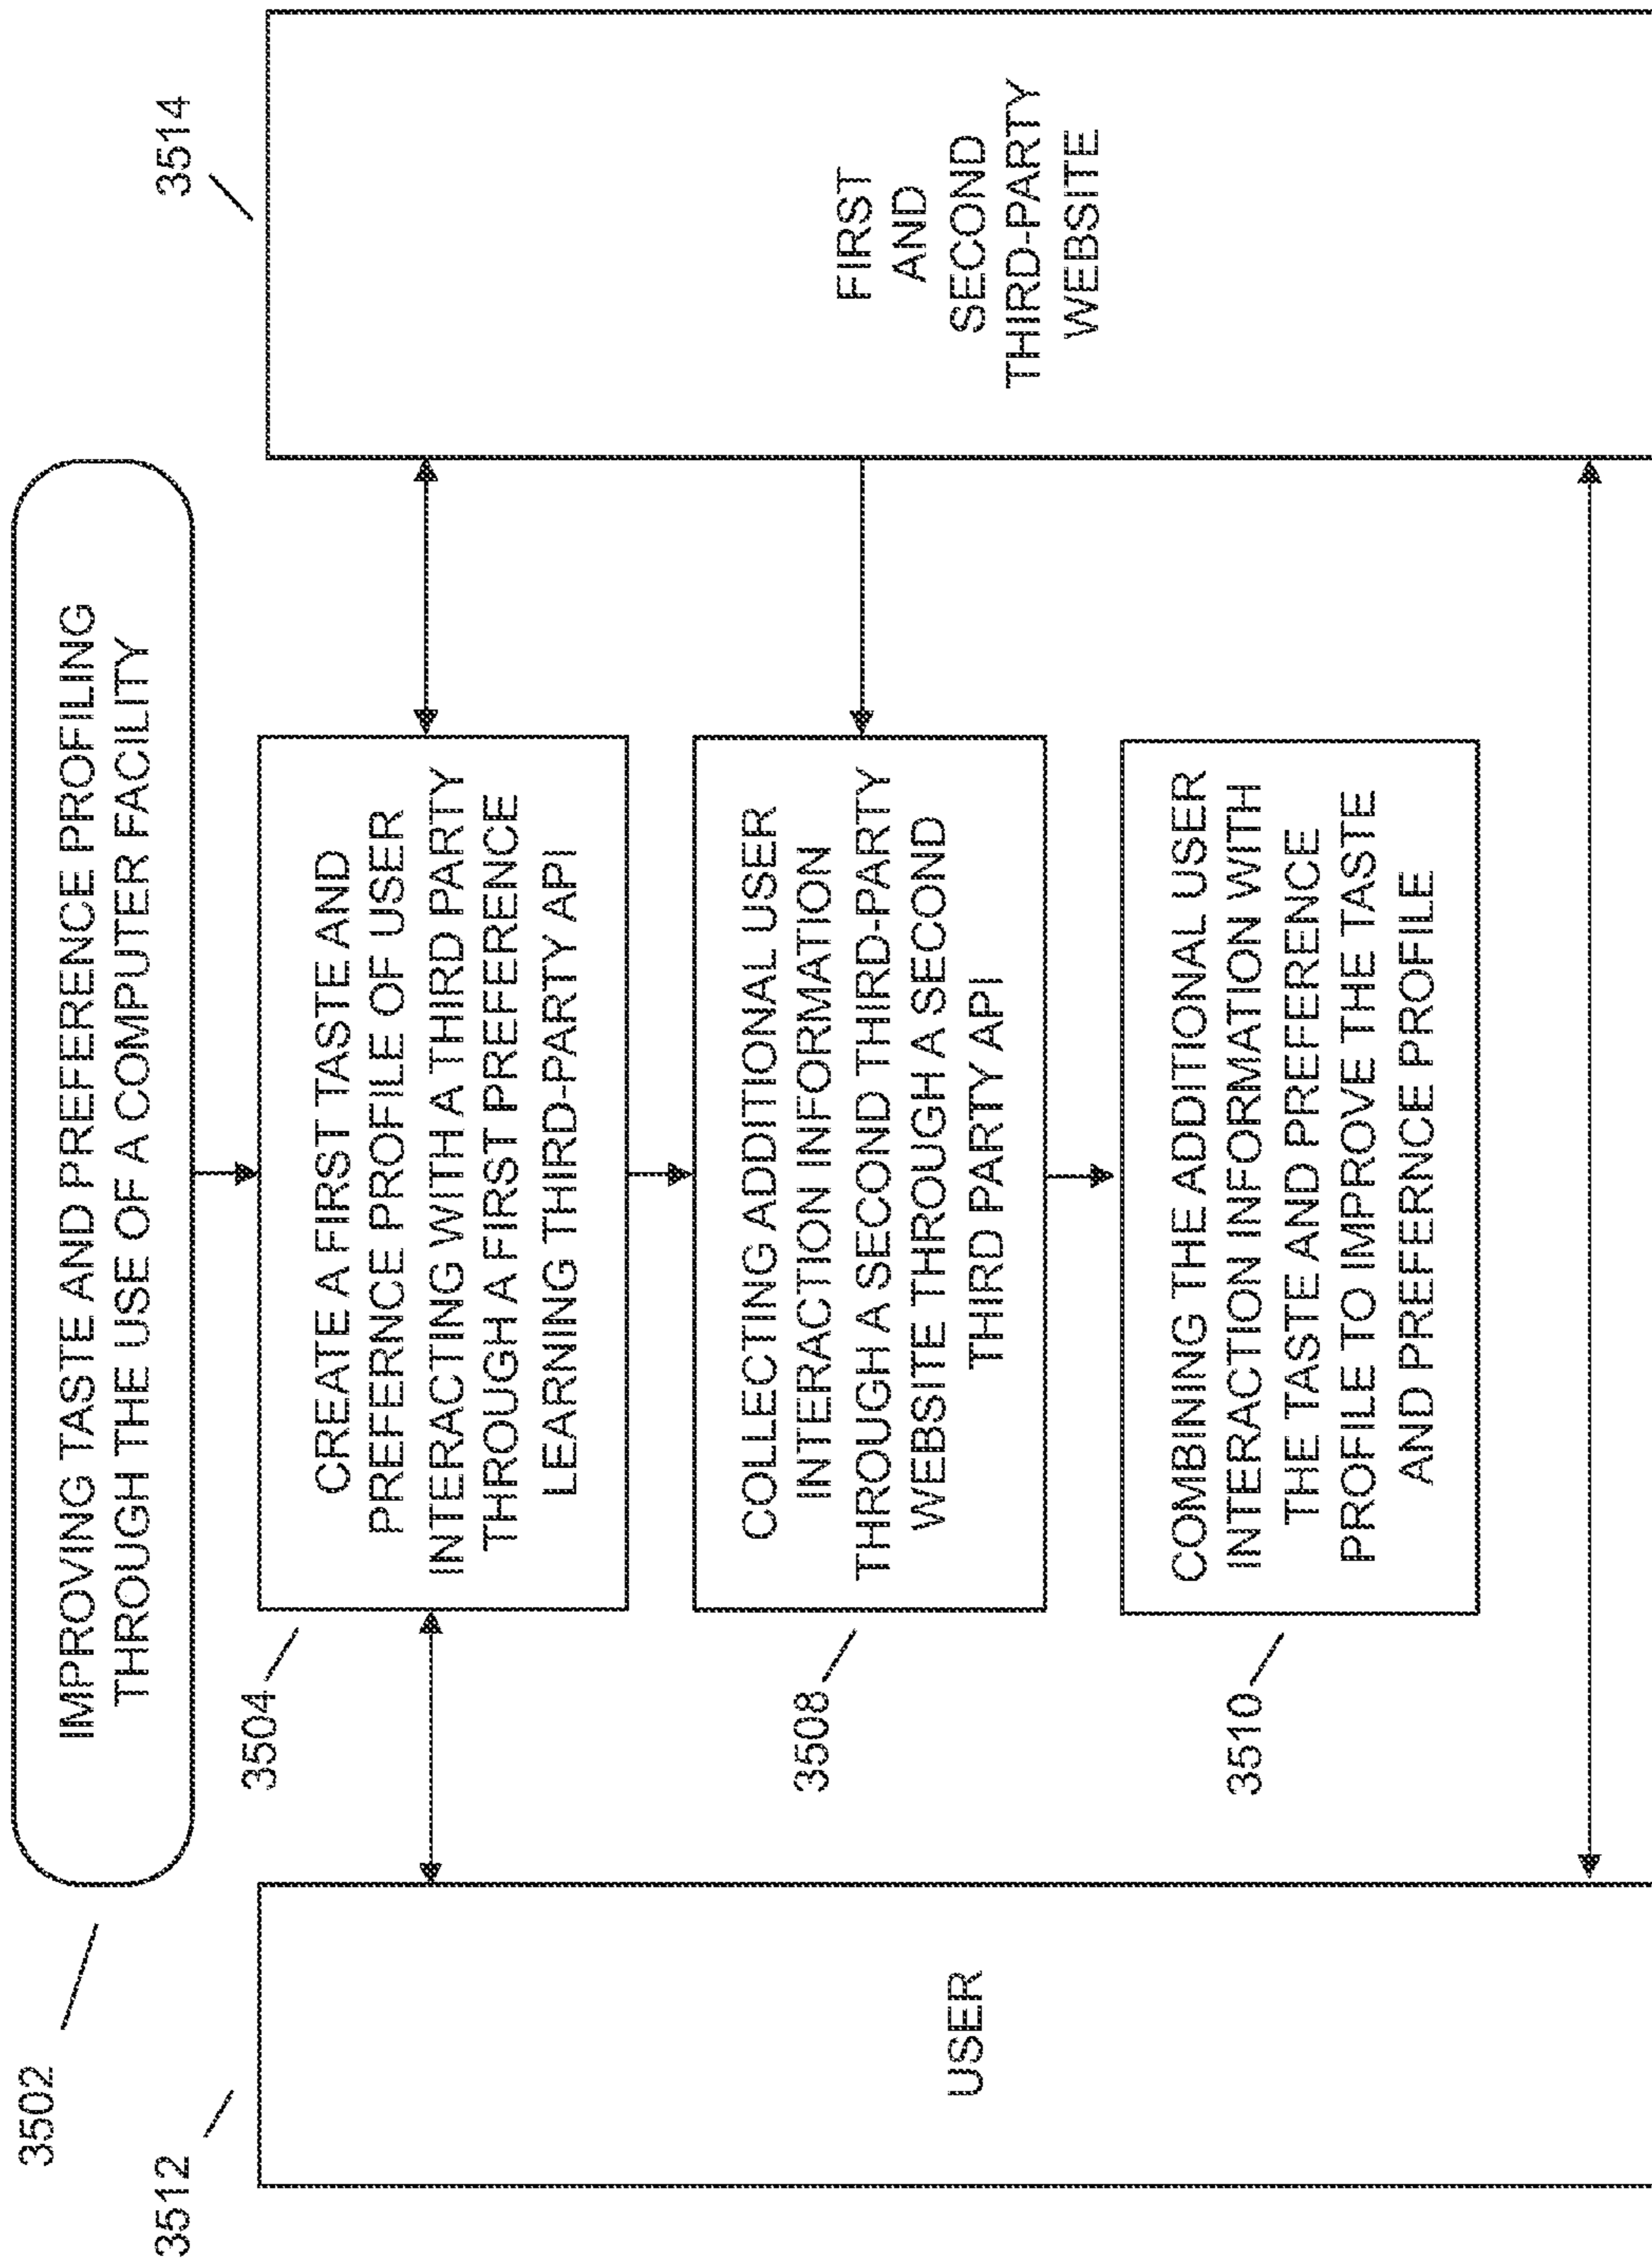 3502
IMPROVING TASTE AND PREFERENCE PROFILING
THROUGH THE USE OF A COMPUTER FACILITY
3512
USER
3504
CREATE A FIRST TASTE AND
PREFERENCE PROFILE OF USER
INTERACTING WITH A THIRD PARTY
THROUGH A FIRST PREFERENCE
LEARNING THIRD-PARTY API
3508
COLLECTING ADDITIONAL USER
INTERACTION INFORMATION
THROUGH A SECOND THIRD-PARTY
WEBSITE THROUGH A SECOND
THIRD PARTY API
3510
COMBINING THE ADDITIONAL USER
INTERACTION INFORMATION WITH
THE TASTE AND PREFERENCE
PROFILE TO IMPROVE THE TASTE
AND PREFERENCE PROFILE
3514
FIRST
AND
SECOND
THIRD-PARTY
WEBSITE